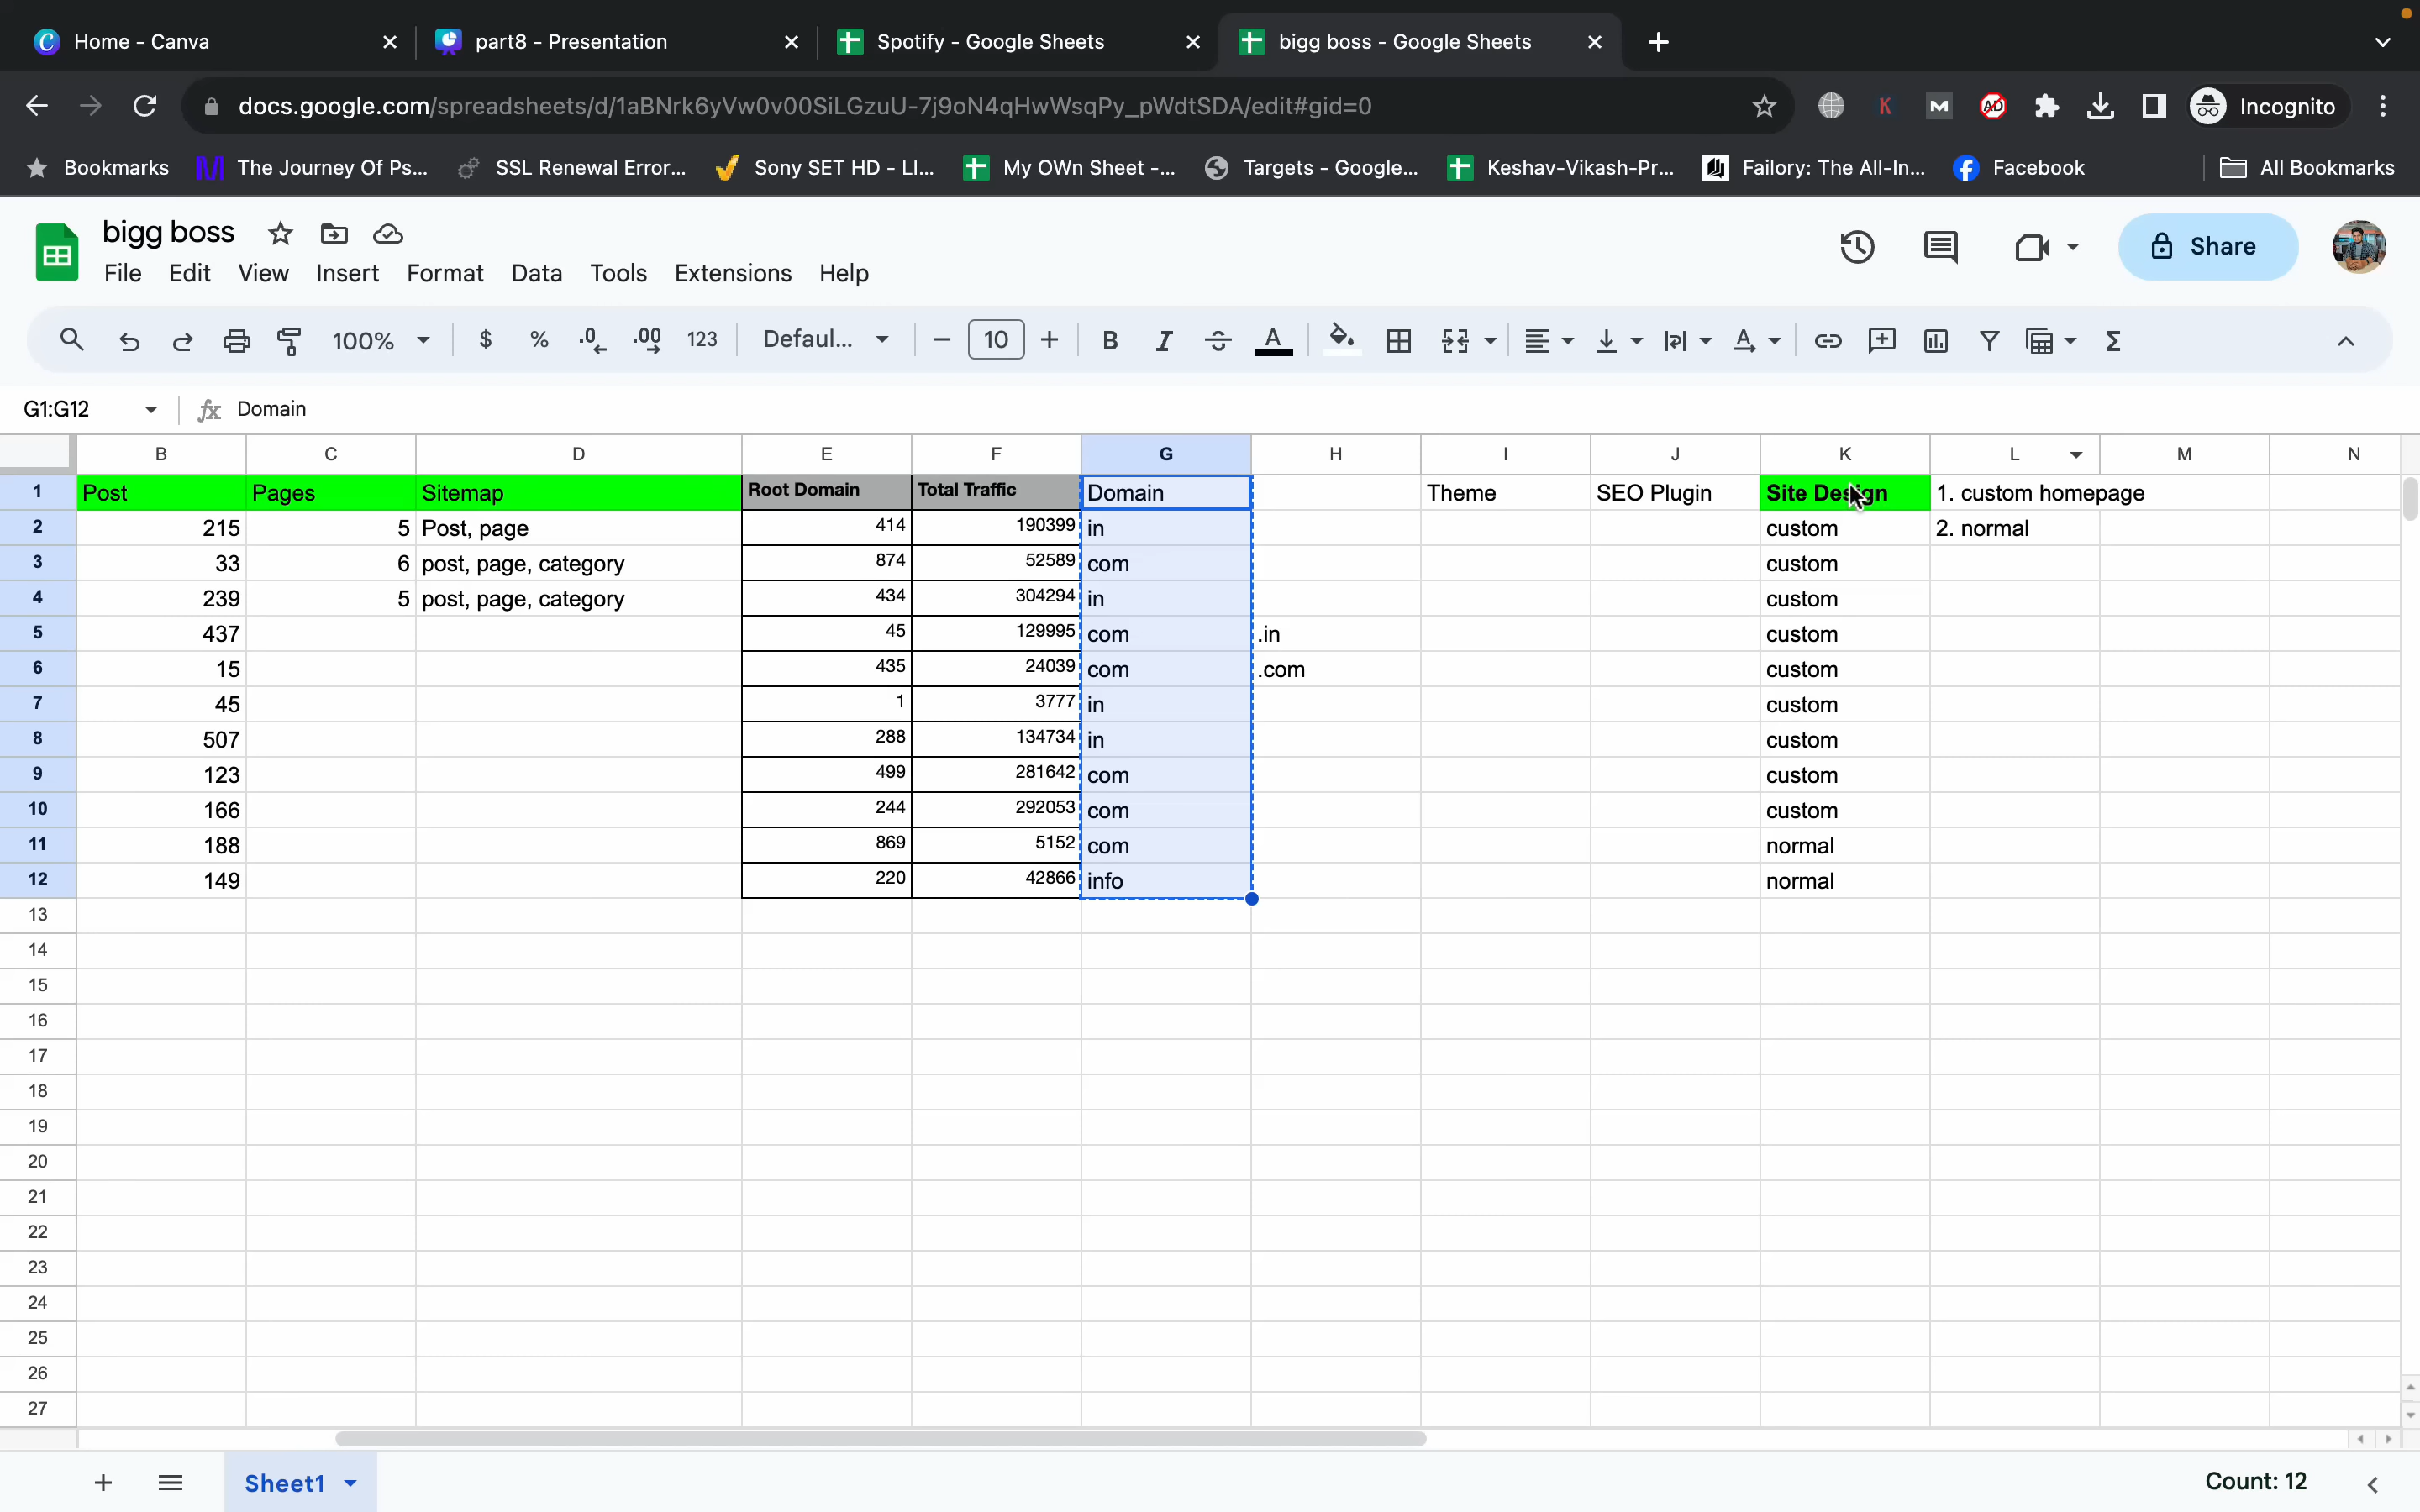 Home - Canva
part8 - Presentation
Spotify - Google Sheets
bigg boss - Google Sheets
docs.google.com/spreadsheets/d/1aBNrk6yVw0v00SiLGzuU-7j9oN4qHwWsqPy_pWdtSDA/edit#gid=0
K M AD Incognito
Bookmarks
The Journey Of Ps...
SSL Renewal Error...
Sony SET HD - LI...
My OWn Sheet -...
Targets - Google...
Keshav-Vikash-Pr...
Failory: The All-In...
Facebook
All Bookmarks
bigg boss
File Edit View Insert Format Data Tools Extensions Help
Share
100% $ % .0 .00 123 Defaul... 10 B I S A
G1:G12 fx Domain
B C D E F G H I J K L M N
1 Post Pages Sitemap Root Domain Total Traffic Domain Theme SEO Plugin Site Design 1. custom homepage
2 215 5 Post, page 414 190399 in custom 2. normal
3 33 6 post, page, category 874 52589 com custom
4 239 5 post, page, category 434 304294 in custom
5 437 45 129995 com .in custom
6 15 435 24039 com .com custom
7 45 1 3777 in custom
8 507 288 134734 in custom
9 123 499 281642 com custom
10 166 244 292053 com custom
11 188 869 5152 com normal
12 149 220 42866 info normal
13
14
15
16
17
18
19
20
21
22
23
24
25
26
27
Sheet1
Count: 12